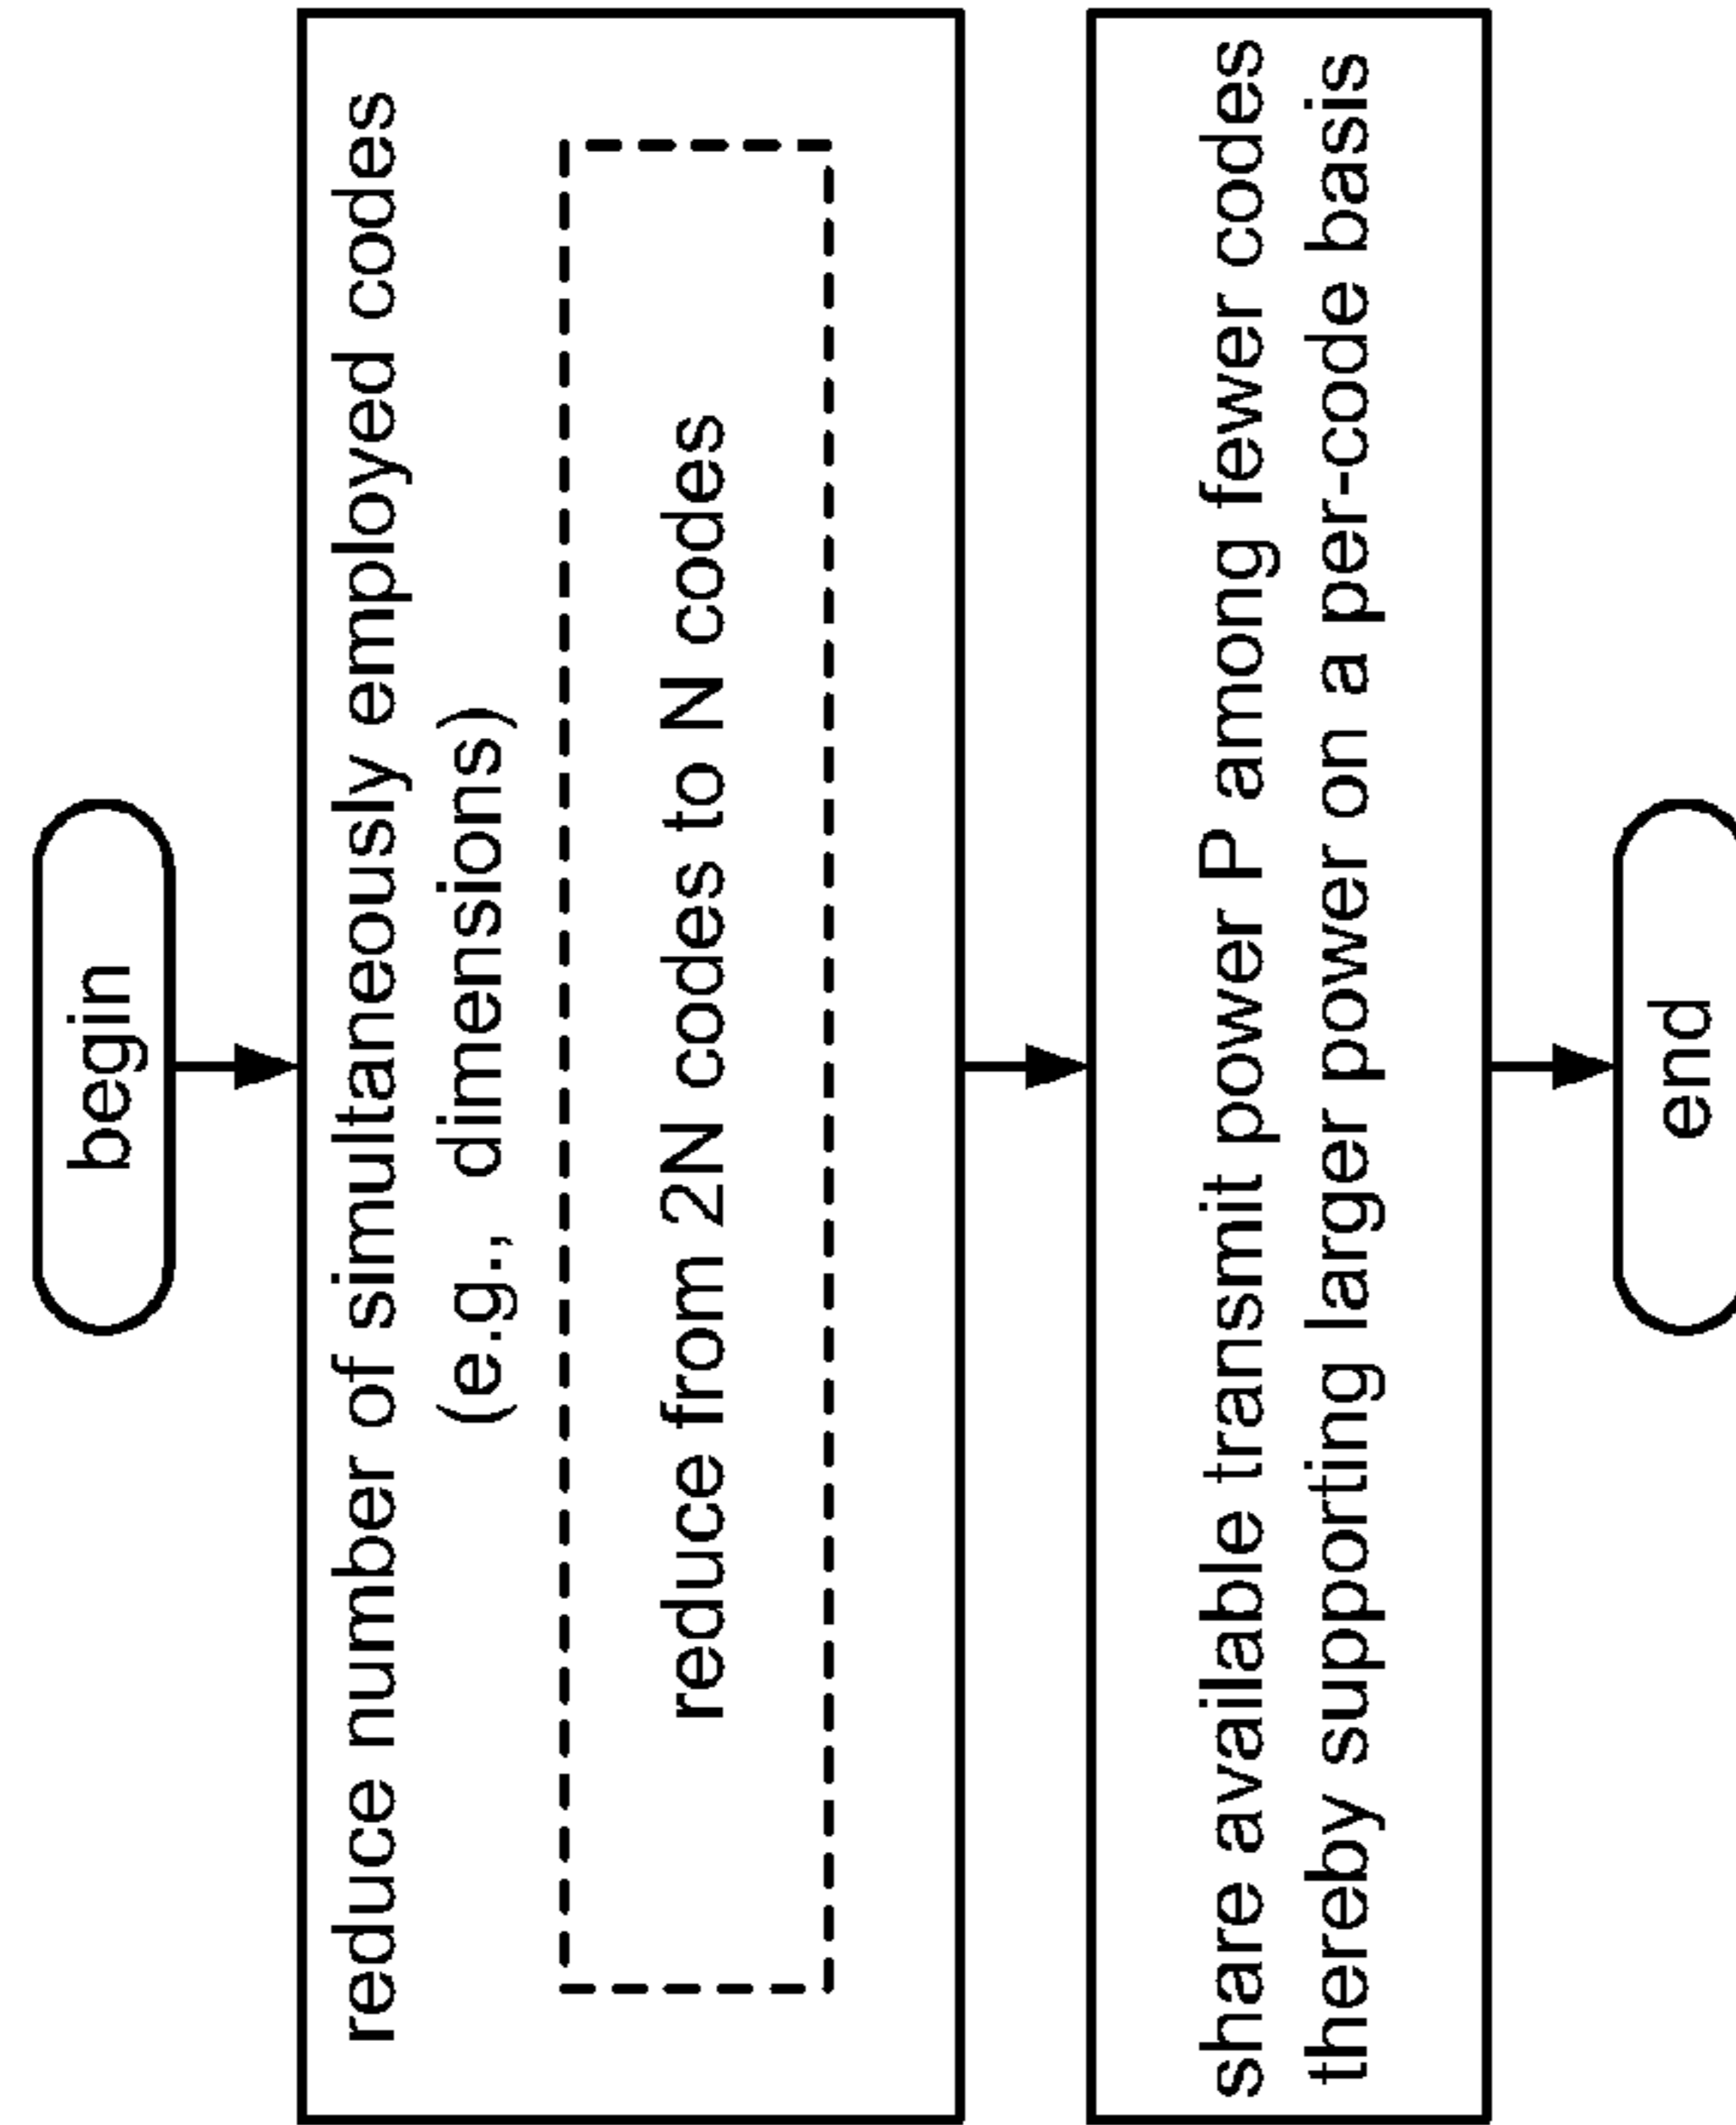 begin
reduce number of simultaneously employed codes
(e.g., dimensions)
reduce from 2N codes to N codes
share available transmit power P among fewer codes
thereby supporting larger power on a per-code basis
end